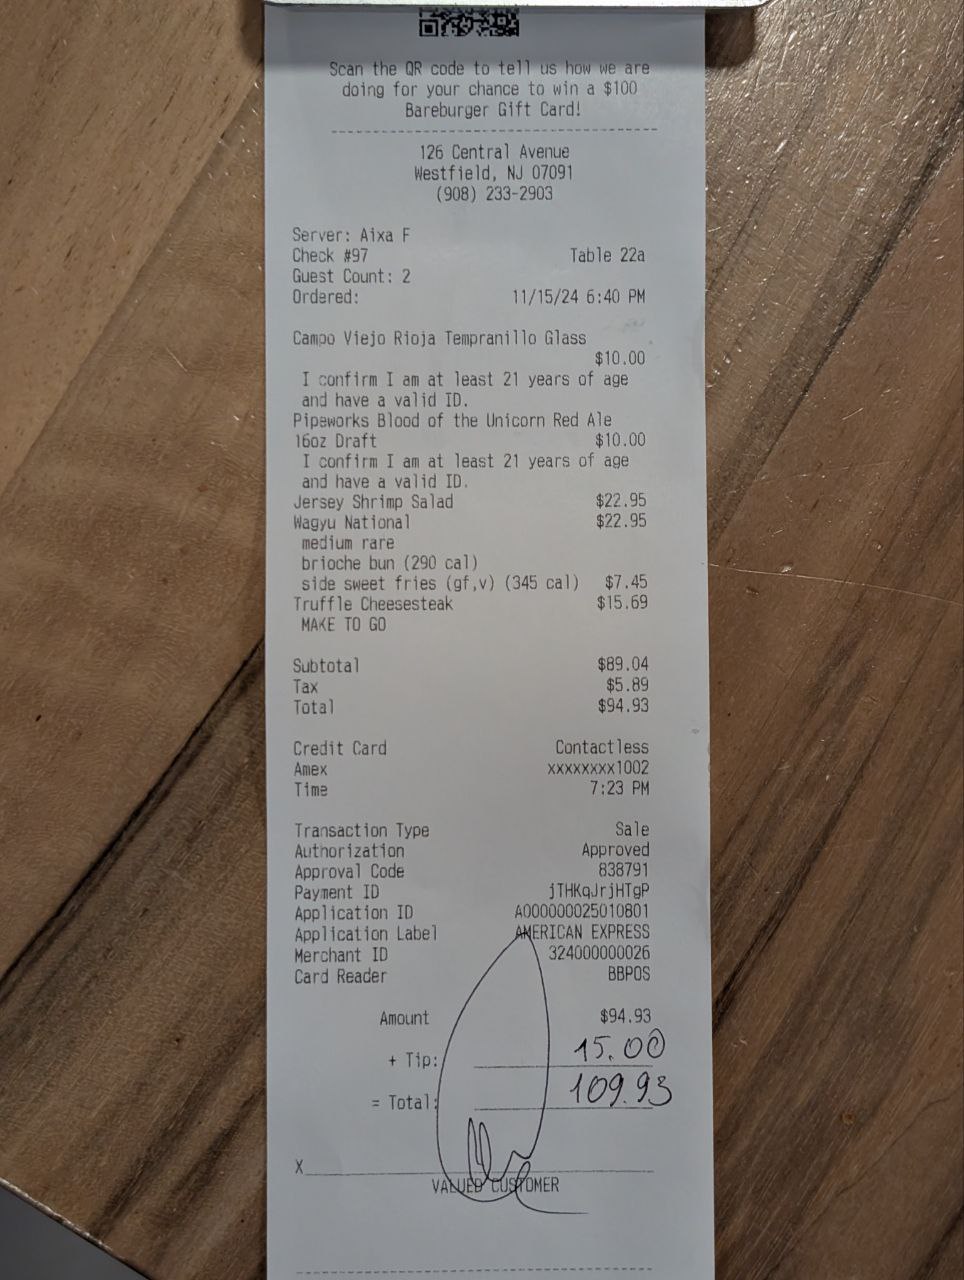 Scan the QR code to tell us how we are
doing for your chance to win a $100
Bareburger Gift Card!
126 Central Avenue
Westfield, NJ 07091
(908) 233-2903
Server: Aixa F
Check #97 Table 22a
Guest Count: 2
Ordered: 11/15/24 6:40 PM
Campo Viejo Rioja Tempranillo Glass
$10.00
I confirm I am at least 21 years of age
and have a valid ID.
Pipeworks Blood of the Unicorn Red Ale
16oz Draft $10.00
I confirm I am at least 21 years of age
and have a valid ID.
Jersey Shrimp Salad $22.95
Wagyu National $22.95
medium rare
brioche bun (290 cal)
side sweet fries (gf,v) (345 cal) $7.45
Truffle Cheesesteak $15.69
MAKE TO GO
Subtotal $89.04
Tax $5.89
Total $94.93
Credit Card Contactless
Amex xxxxxxxx1002
Time 7:23 PM
Transaction Type Sale
Authorization Approved
Approval Code 838791
Payment ID jTHKqJrjHTgP
Application ID A000000025010801
Application Label AMERICAN EXPRESS
Merchant ID 324000000026
Card Reader BBPOS
Amount $94.93
+ Tip: 15.00
= Total: 109.93
X
VALUED CUSTOMER